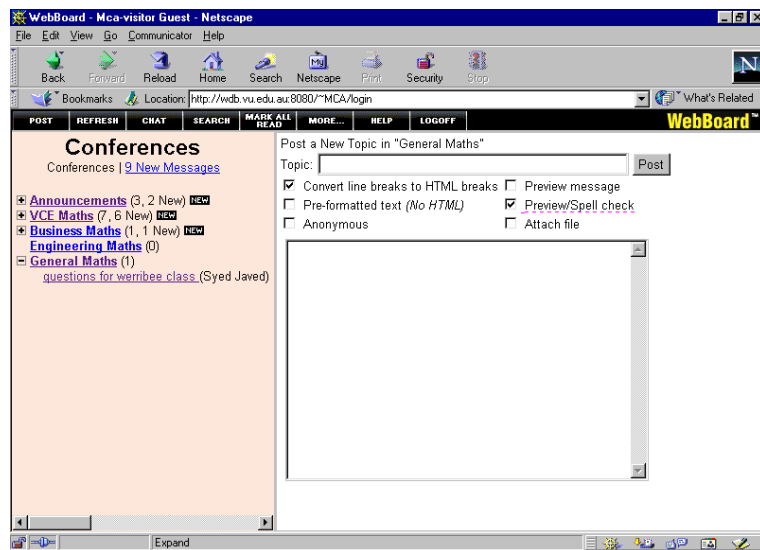 WebBoard - Mca-visitor Guest - Netscape
File Edit View Go Communicator Help
Back Forward Reload Home Search Netscape Print Security Stop
N
Bookmarks Location: http://wdb.vu.edu.au:8080/~MCA/login What's Related
POST REFRESH CHAT SEARCH MARK ALL READ MORE... HELP LOGOFF WebBoard™
Conferences
Conferences | 9 New Messages
Announcements (3, 2 New) NEW
VCE Maths (7, 6 New) NEW
Business Maths (1, 1 New) NEW
Engineering Maths (0)
General Maths (1)
questions for werribee class (Syed Javed)
Post a New Topic in "General Maths"
Topic: Post
Convert line breaks to HTML breaks Preview message
Pre-formatted text (No HTML) Preview/Spell check
Anonymous Attach file
Expand